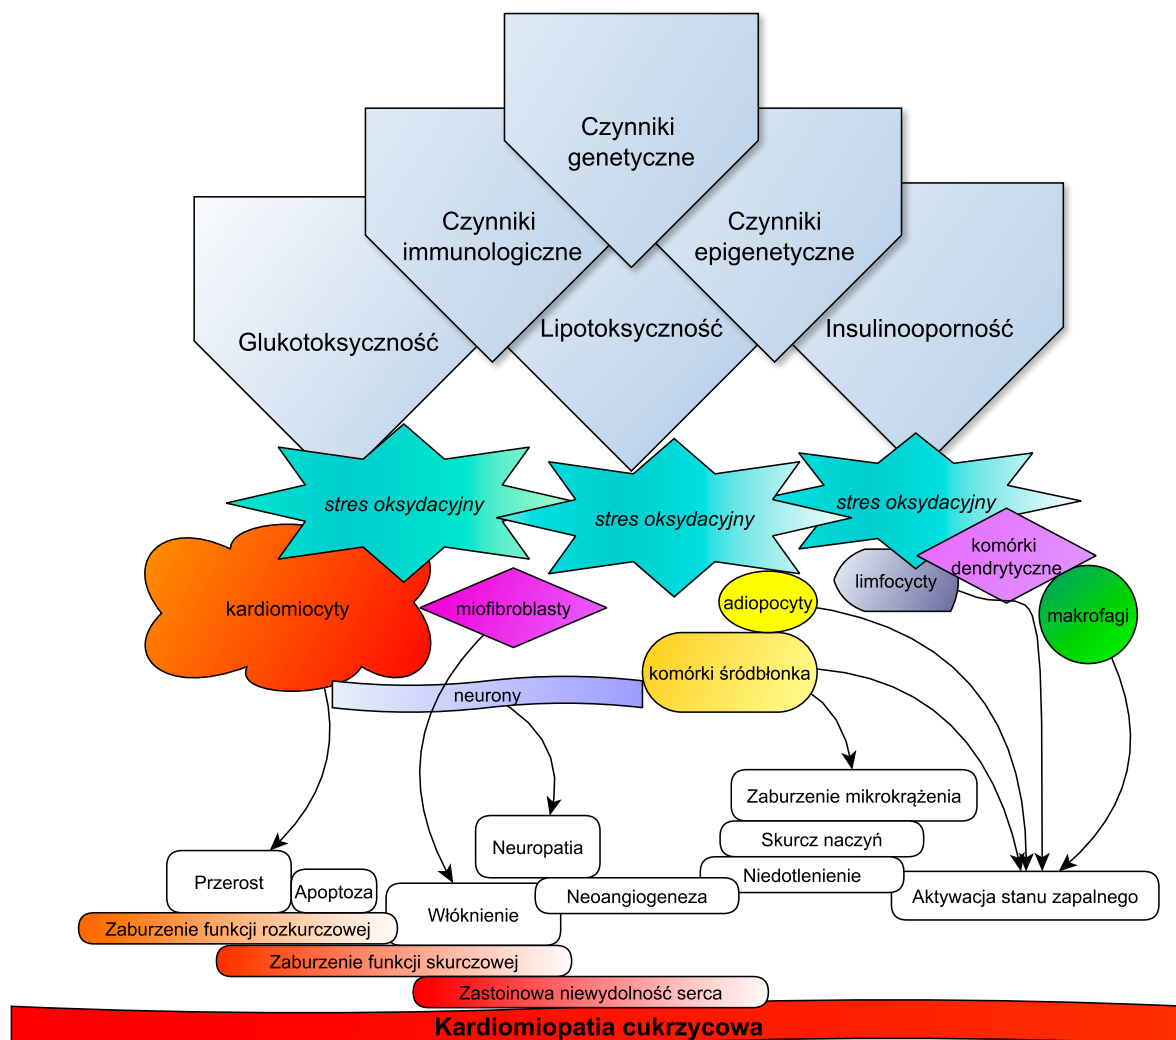 Czynniki
genetyczne
Czynniki
immunologiczne
Czynniki
epigenetyczne
Glukotoksyczność
Lipotoksyczność
Insulinooporność
stres oksydacyjny
stres oksydacyjny
stres oksydacyjny
komórki
dendrytyczne
limfocycty
kardiomiocyty
miofibroblasty
adiopocyty
makrofagi
komórki śródbłonka
neurony
Zaburzenie mikrokrążenia
Skurcz naczyń
Neuropatia
Niedotlenienie
Przerost
Apoptoza
Neoangiogeneza
Aktywacja stanu zapalnego
Włóknienie
Zaburzenie funkcji rozkurczowej
Zaburzenie funkcji skurczowej
Zastoinowa niewydolność serca
Kardiomiopatia cukrzycowa